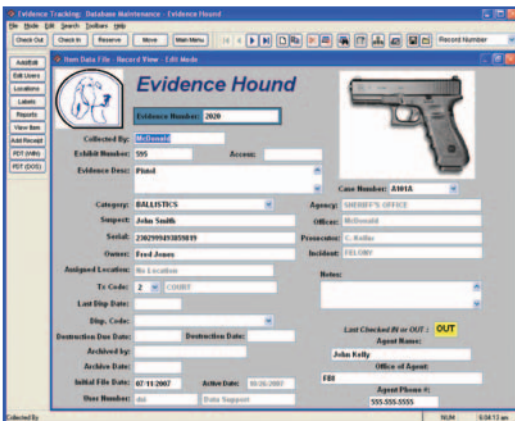 Evidence Tracking: Database Maintenance - Evidence Hound
File Mode Edit Search Toolbars Help
Check Out Check In Reserve Move Main Menu Record Number
Item Data File - Record View - Edit Mode
Add/Edit
Edit Users
Locations
Labels
Reports
View Item
Add Receipt
PDT (WIN)
PDT (DOS)
Evidence Hound
Evidence Number: 2020
Collected By: McDonald
Exhibit Number: 595 Access:
Evidence Desc: Pistol
Case Number: A101A
Category: BALLISTICS Agency: SHERIFF'S OFFICE
Suspect: John Smith Officer: McDonald
Serial: 2302999493859819 Prosecutor: C. Keller
Owner: Fred Jones Incident: FELONY
Assigned Location: No Location Notes:
Tx Code: 2 COURT
Last Disp Date:
Disp. Code:
Destruction Due Date: Destruction Date: Last Checked IN or OUT : OUT
Archived by: Agent Name:
John Kelly
Archive Date: Office of Agent:
Initial File Date: 07-11-2007 Active Date: 10/26/2007 FBI
User Number: dsi Data Support Agent Phone #:
555-555-5555
Collected By NUM 6:04:13 am